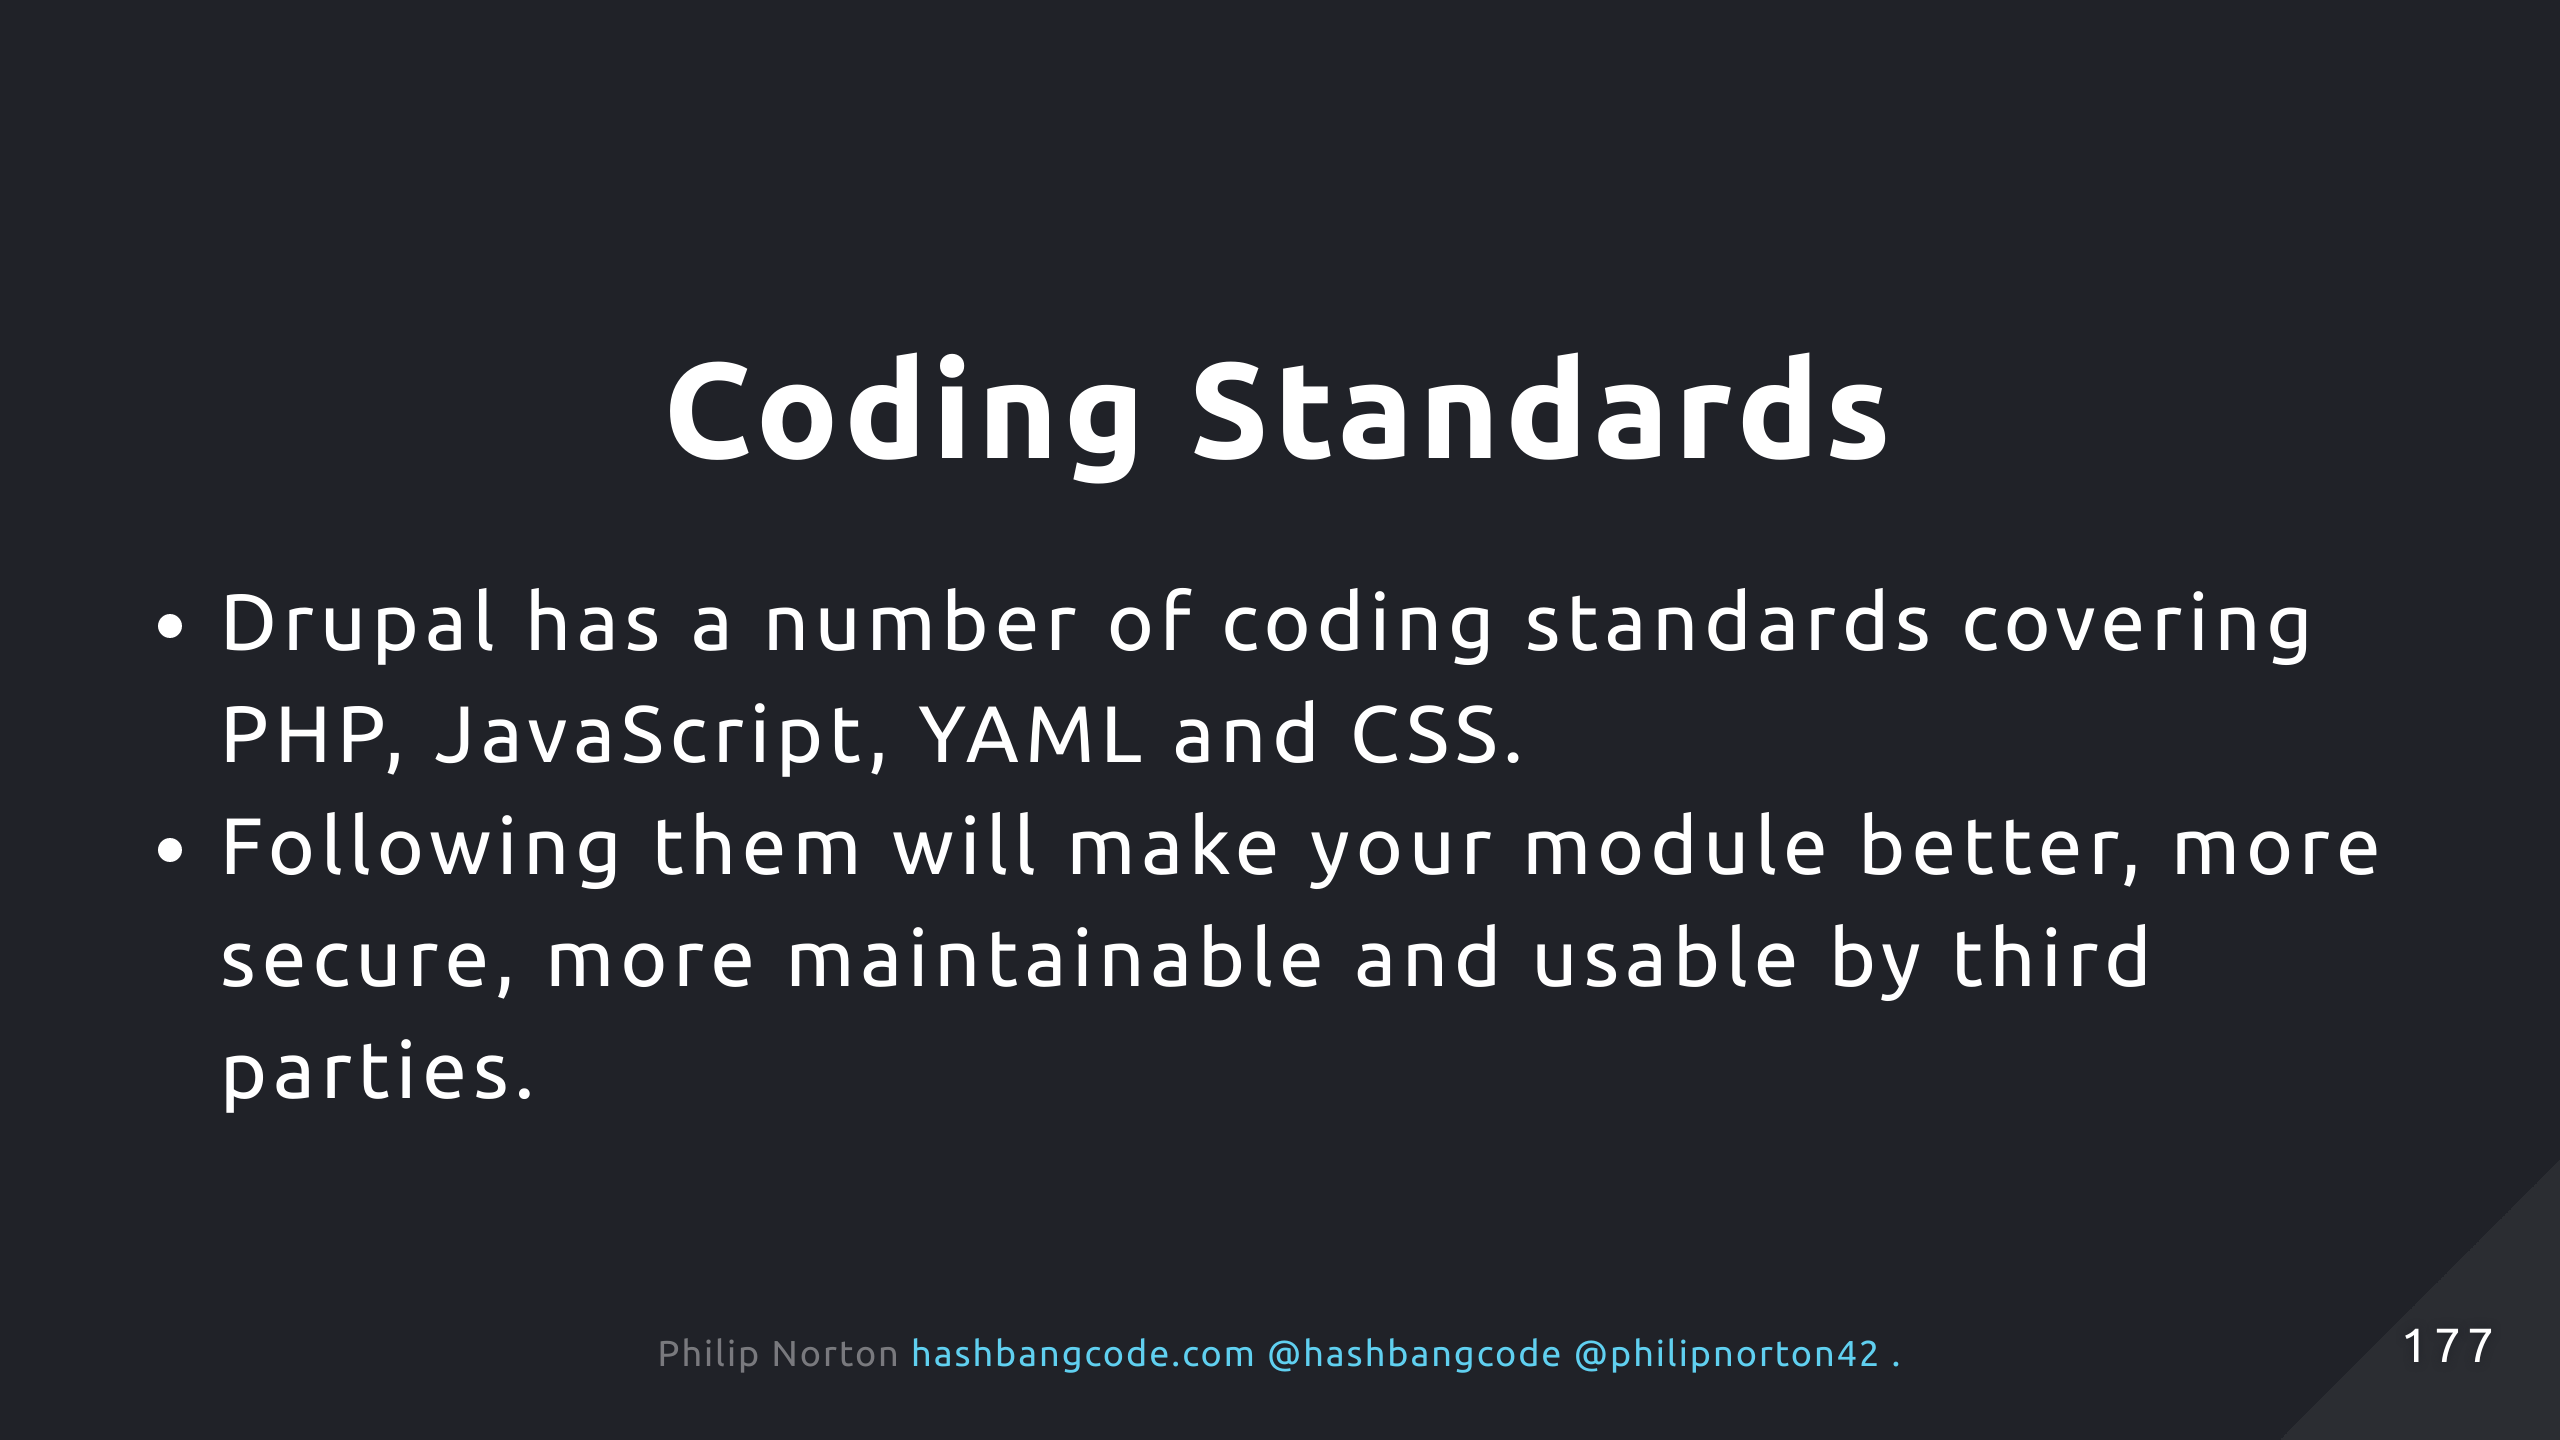 Coding Standards
• Drupal has a number of coding standards covering
PHP, JavaScript, YAML and CSS.
• Following them will make your module better, more
secure, more maintainable and usable by third
parties.
Philip Norton hashbangcode.com @hashbangcode @philipnorton42 .
177